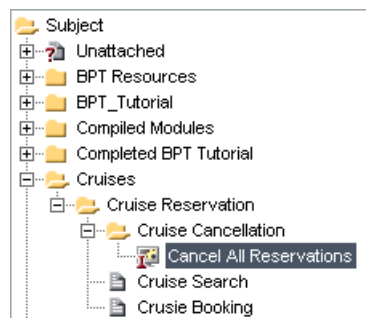 Subject
Unattached
BPT Resources
BPT_Tutorial
Compiled Modules
Completed BPT Tutorial
Cruises
Cruise Reservation
Cruise Cancellation
Cancel All Reservations
Cruise Search
Crusie Booking